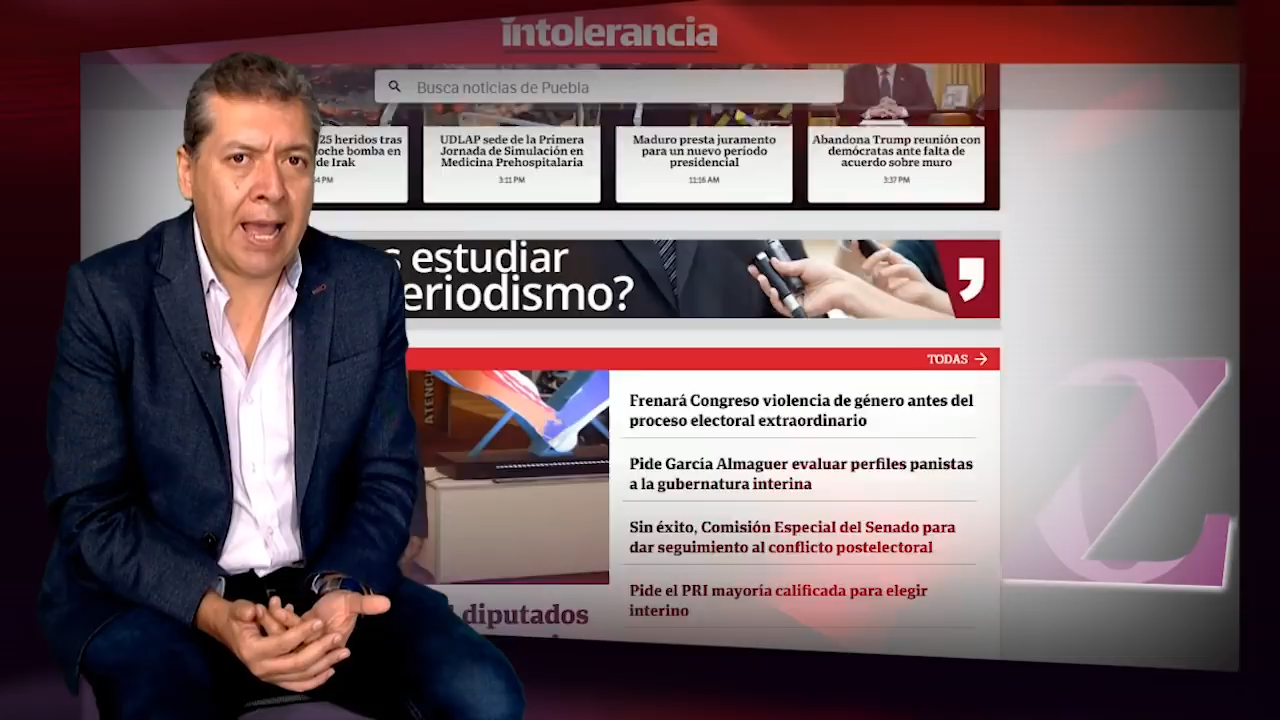 intolerancia
Busca noticias de Puebla
25 heridos tras
oche bomba en
de Irak
PM
UDLAP sede de la Primera
Jornada de Simulación en
Medicina Prehospitalaria
3:11 PM
Maduro presta juramento
para un nuevo periodo
presidencial
11:16 AM
Abandona Trump reunión con
demócratas ante falta de
acuerdo sobre muro
3:37 PM
s estudiar
eriodismo?
TODAS
ATENCI
Frenará Congreso violencia de género antes del
proceso electoral extraordinario
Pide García Almaguer evaluar perfiles panistas
a la gubernatura interina
Sin éxito, Comisión Especial del Senado para
dar seguimiento al conflicto postelectoral
Pide el PRI mayoría calificada para elegir
interino
diputados
Z